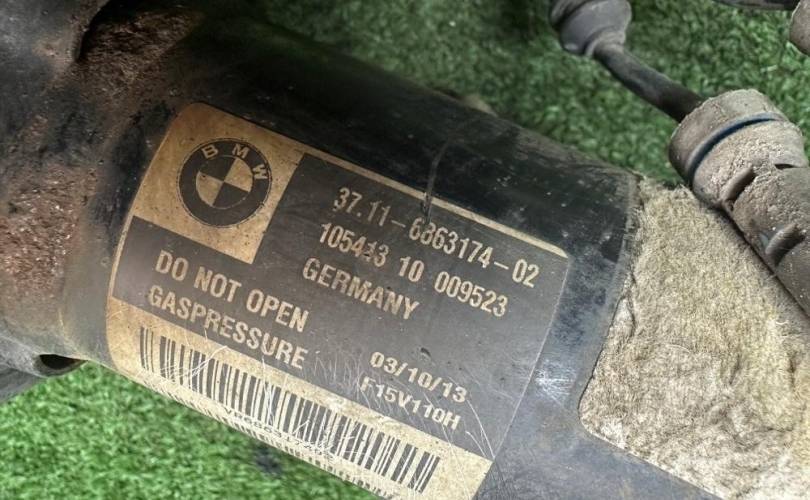 BMW
37.11-6863174-02
105413 10 009523
GERMANY
DO NOT OPEN
GASPRESSURE
03/10/13
F15V110H